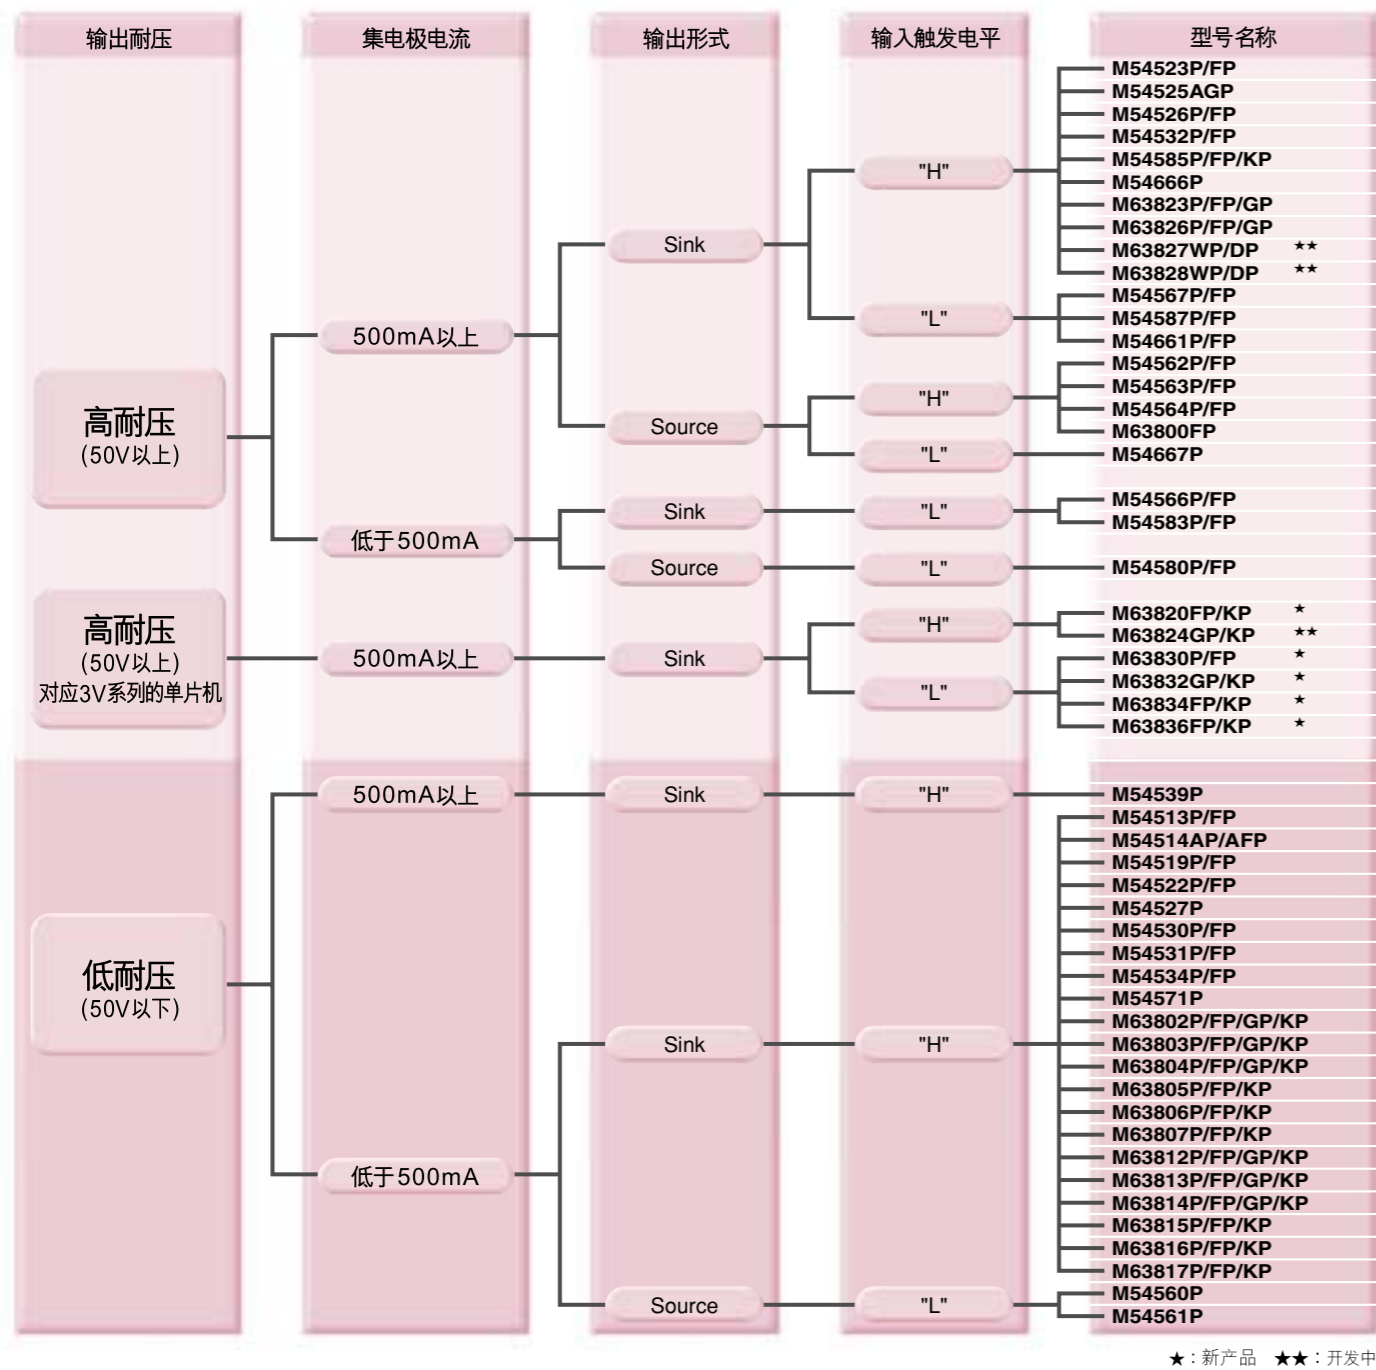 输出耐压 集电极电流 输出形式 输入触发电平 型号名称
M54523P/FP
M54525AGP
M54526P/FP
M54532P/FP
M54585P/FP/KP
"H"
M54666P
M63823P/FP/GP
M63826P/FP/GP
Sink
M63827WP/DP ★★
M63828WP/DP ★★
M54567P/FP
"L"
M54587P/FP
500mA以上
M54661P/FP
M54562P/FP
M54563P/FP
"H"
M54564P/FP
高耐压
Source
M63800FP
(50V以上)
"L"
M54667P
M54566P/FP
Sink
"L"
M54583P/FP
低于500mA
Source
"L"
M54580P/FP
M63820FP/KP ★
高耐压
"H"
M63824GP/KP ★★
(50V以上)
500mA以上
Sink
M63830P/FP ★
M63832GP/KP ★
对应3V系列的单片机
"L"
M63834FP/KP ★
M63836FP/KP ★
500mA以上
Sink
"H"
M54539P
M54513P/FP
M54514AP/AFP
M54519P/FP
M54522P/FP
M54527P
M54530P/FP
M54531P/FP
低耐压
M54534P/FP
M54571P
(50V以下)
M63802P/FP/GP/KP
Sink
"H"
M63803P/FP/GP/KP
M63804P/FP/GP/KP
M63805P/FP/KP
M63806P/FP/KP
M63807P/FP/KP
M63812P/FP/GP/KP
低于500mA
M63813P/FP/GP/KP
M63814P/FP/GP/KP
M63815P/FP/KP
M63816P/FP/KP
M63817P/FP/KP
M54560P
Source
"L"
M54561P
★：新产品 ★★：开发中